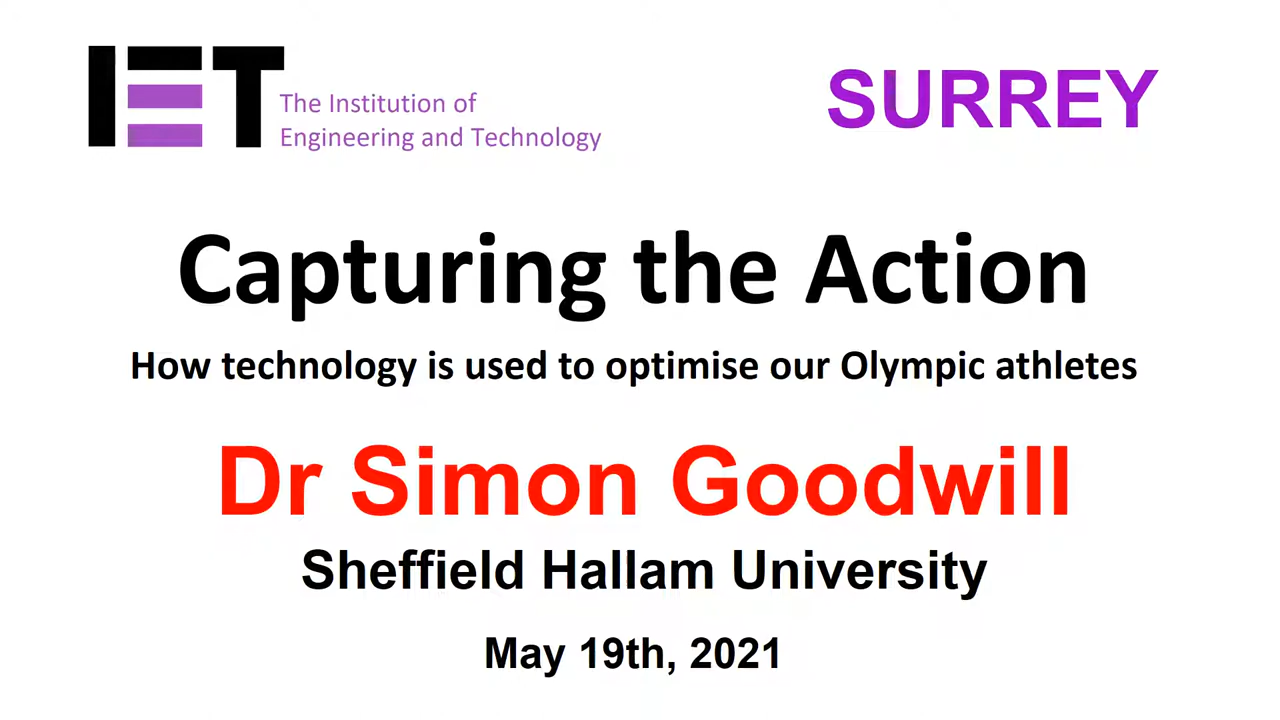 IET
The Institution of
Engineering and Technology
SURREY
Capturing the Action
How technology is used to optimise our Olympic athletes
Dr Simon Goodwill
Sheffield Hallam University
May 19th, 2021